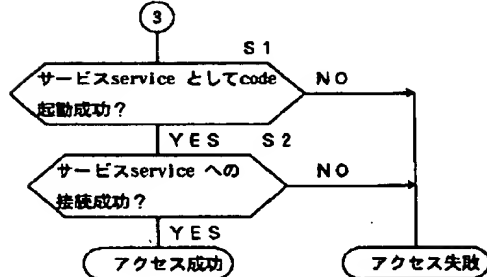 3
S1
サービスservice としてcode
起動成功？
NO
YES
S2
サービスservice への
接続成功？
NO
YES
アクセス成功
アクセス失敗